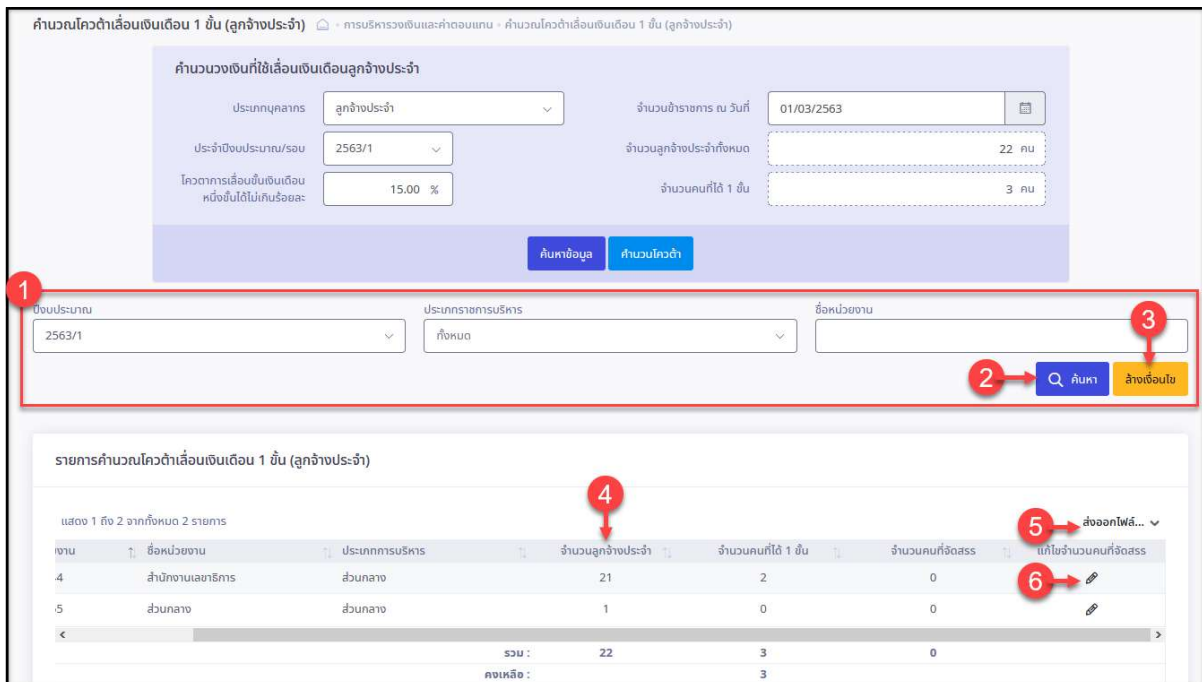 คำนวณโควต้าเลื่อนเงินเดือน 1 ขั้น (ลูกจ้างประจำ) - การบริหารวงเงินและค่าตอบแทน - คำนวณโควต้าเลื่อนเงินเดือน 1 ขั้น (ลูกจ้างประจำ)
คำนวนวงเงินที่ใช้เลื่อนเงินเดือนลูกจ้างประจำ
ประเภทบุคลากร ลูกจ้างประจำ จำนวนข้าราชการ ณ วันที่ 01/03/2563
ประจำปีงบประมาณ/รอบ 2563/1 จำนวนลูกจ้างประจำทั้งหมด 22 คน
โควตาการเลื่อนขั้นเงินเดือน
หนึ่งขั้นได้ไม่เกินร้อยละ 15.00 % จำนวนคนที่ได้ 1 ขั้น 3 คน
ค้นหาข้อมูล คำนวนโควต้า
1
ปีงบประมาณ ประเภทราชการบริหาร ชื่อหน่วยงาน
2563/1 ทั้งหมด 3
2 ค้นหา ล้างเงื่อนไข
รายการคำนวณโควต้าเลื่อนเงินเดือน 1 ขั้น (ลูกจ้างประจำ)
4
แสดง 1 ถึง 2 จากทั้งหมด 2 รายการ 5 ส่งออกไฟล์...
งาน ชื่อหน่วยงาน ประเภทการบริหาร จำนวนลูกจ้างประจำ จำนวนคนที่ได้ 1 ขั้น จำนวนคนที่จัดสรร แก้ไขจำนวนคนที่จัดสรร
4 สำนักงานเลขาธิการ ส่วนกลาง 21 2 0 6
5 ส่วนกลาง ส่วนกลาง 1 0 0
รวม : 22 3 0
คงเหลือ : 3